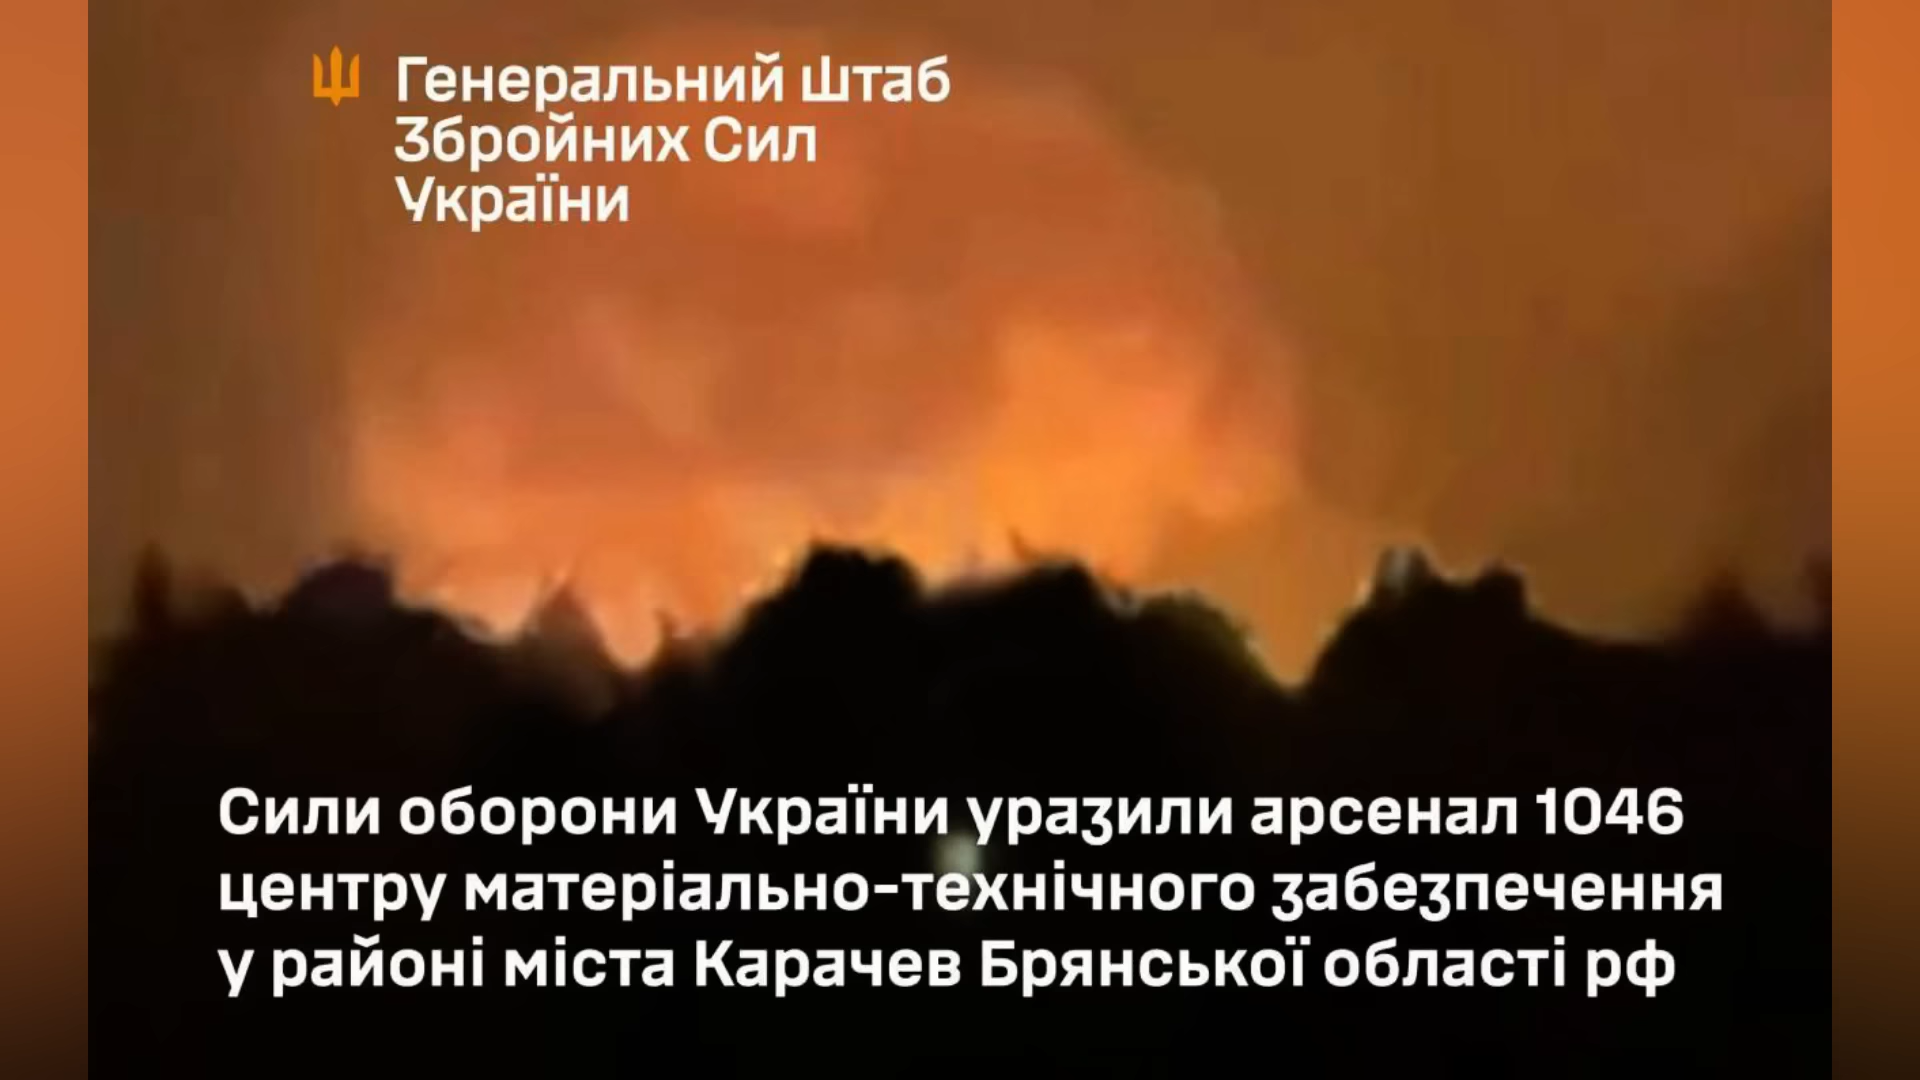 Генеральний штаб
Збройних Сил
України
Сили оборони України уразили арсенал 1046
центру матеріально-технічного забезпечення
у районі міста Карачев Брянської області рф